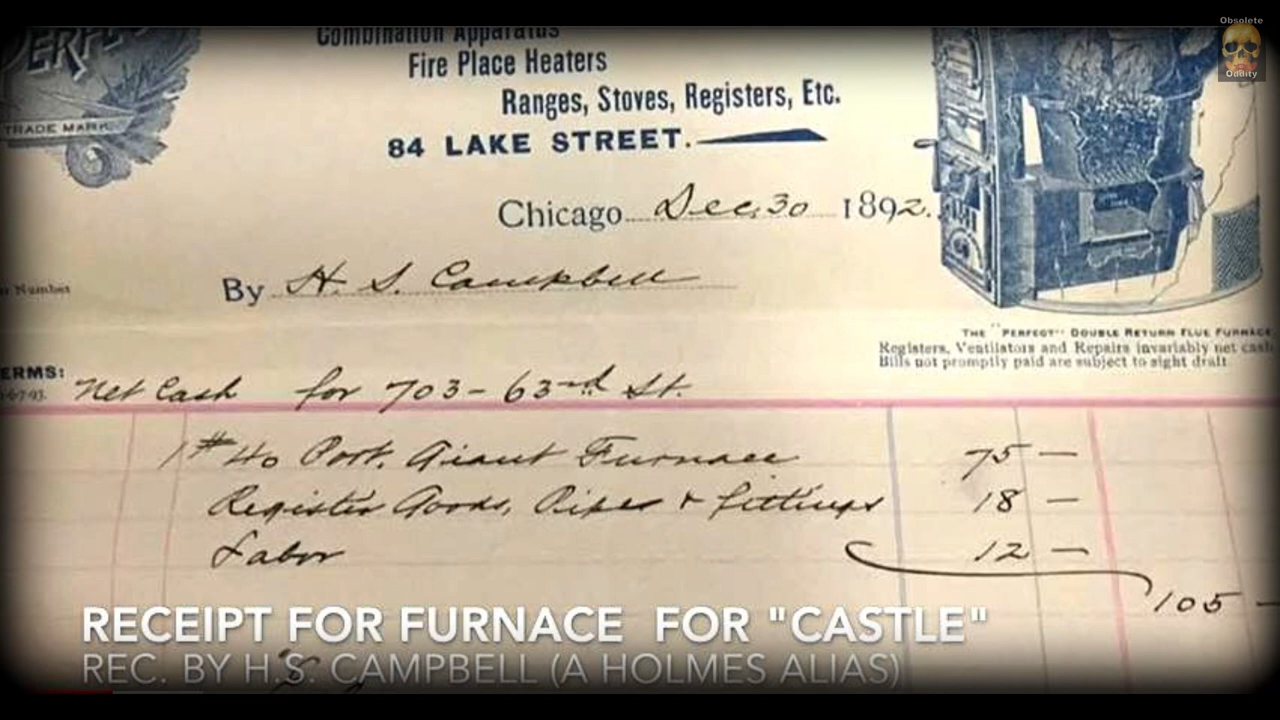 Obsolete
Oddity
TRADE MARK.
Combination Apparatus
Fire Place Heaters
Ranges, Stoves, Registers, Etc.
84 LAKE STREET.
Chicago Dec. 30 1892.
Number
By H. S. Campbell
THE "PERFECT" DOUBLE RETURN FLUE FURNACE
Registers, Ventilators and Repairs invariably net cash
Bills not promptly paid are subject to sight draft
ERMS: Net Cash for 703-63rd St.
1 #40 Port. Giant Furnace 75 —
Register Goods, Pipes & fittings 18 —
Labor 12 —
105 —
RECEIPT FOR FURNACE FOR "CASTLE"
REC. BY H.S. CAMPBELL (A HOLMES ALIAS)